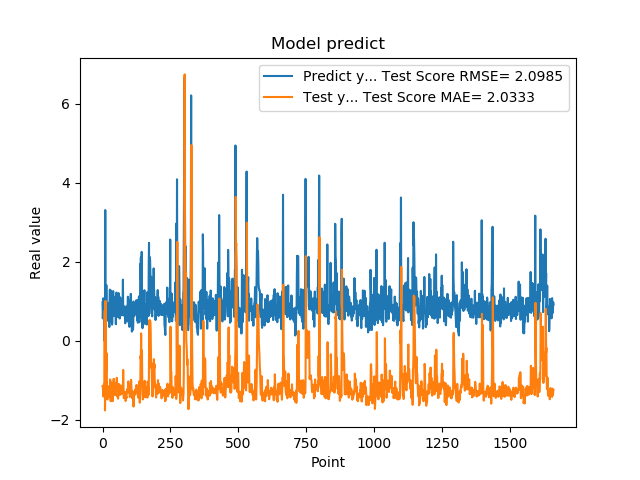 Model predict
Predict y... Test Score RMSE= 2.0985
Test y... Test Score MAE= 2.0333
Real value
6
4
2
0
−2
0 250 500 750 1000 1250 1500
Point